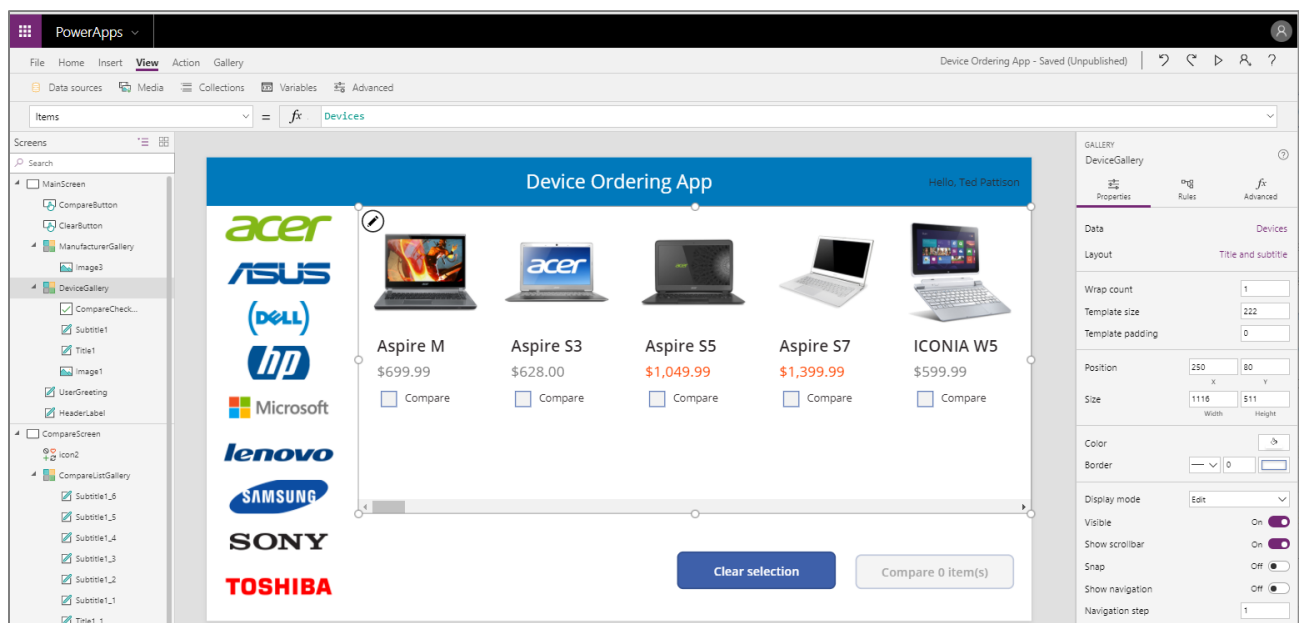 PowerApps
File Home Insert View Action Gallery
Device Ordering App - Saved (Unpublished)
?
Data sources Media Collections Variables Advanced
Items = fx Devices
Screens
Search
MainScreen
CompareButton
ClearButton
ManufacturerGallery
Image3
DeviceGallery
CompareCheck...
Subtitle1
Title1
Image1
UserGreeting
HeaderLabel
CompareScreen
icon2
CompareListGallery
Subtitle1_6
Subtitle1_5
Subtitle1_4
Subtitle1_3
Subtitle1_2
Subtitle1_1
Title1_1
Device Ordering App
Hello, Ted Pattison
acer
ASUS
DELL
hp
Microsoft
lenovo
SAMSUNG
SONY
TOSHIBA
acer
Aspire M Aspire S3 Aspire S5 Aspire S7 ICONIA W5
$699.99 $628.00 $1,049.99 $1,399.99 $599.99
Compare Compare Compare Compare Compare
Clear selection Compare 0 item(s)
GALLERY
DeviceGallery
?
fx
Properties Rules Advanced
Data Devices
Layout Title and subtitle
Wrap count 1
Template size 222
Template padding 0
Position 250 80
X Y
Size 1116 511
Width Height
Color
Border 0
Display mode Edit
Visible On
Show scrollbar On
Snap Off
Show navigation Off
Navigation step 1